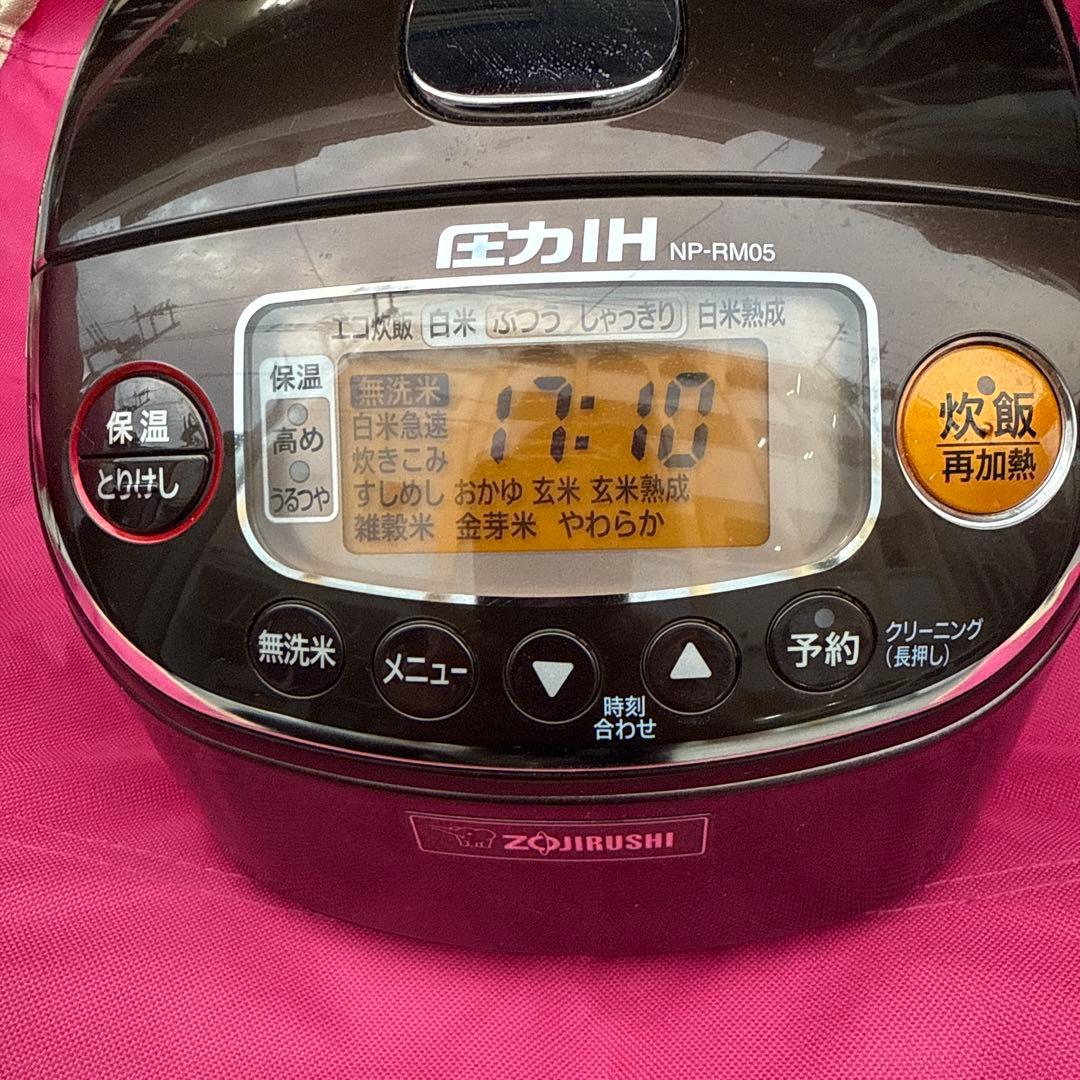 圧力IH NP-RM05
エコ炊飯 白米 ふつう しゃっきり 白米熟成
保温
高め
うるつや
無洗米
白米急速
炊きこみ
17:10
すしめし おかゆ 玄米 玄米熟成
雑穀米 金芽米 やわらか
保温
とりけし
炊飯
再加熱
無洗米
メニュー
▼
▲
時刻
合わせ
予約
クリーニング
(長押し)
ZOJIRUSHI